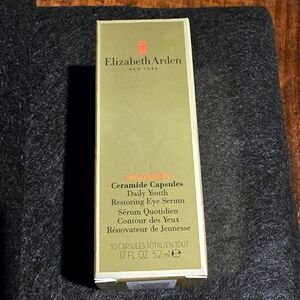 Elizabeth Arden
NEW YORK
Ceramide Capsules
Daily Youth
Restoring Eye Serum
Sérum Quotidien
Contour des Yeux
Rénovateur de Jeunesse
30 CAPSULES TOTAL/EN TOUT
.17 FL. OZ. 5.2 ml ℮